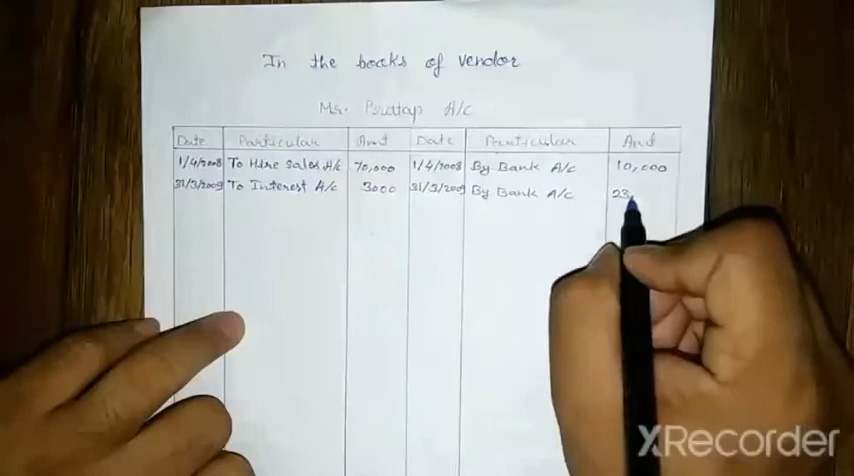 In the books of vendor
Mr. Pratap A/c
Date Particular Amt Date Particular Amt
1/4/2008 To Hire Sales A/c 70,000 1/4/2008 By Bank A/c 10,000
31/3/2009 To Interest A/c 3000 31/3/2009 By Bank A/c 23,
XRecorder